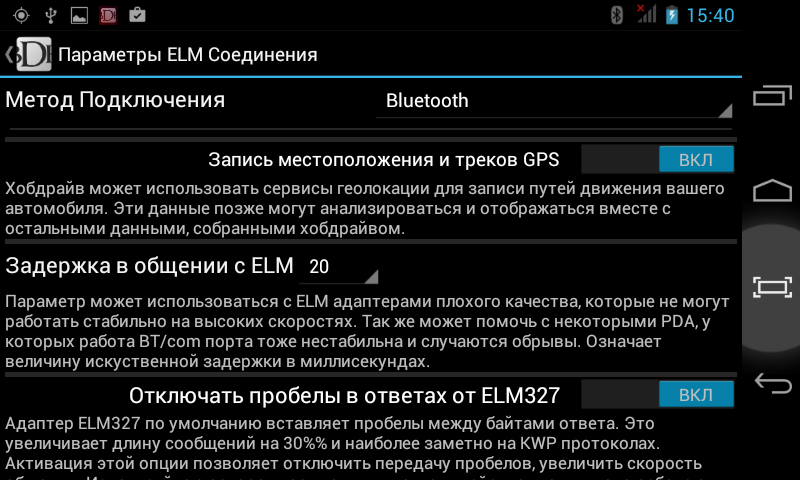 15:40
Параметры ELM Соединения
Метод Подключения Bluetooth
Запись местоположения и треков GPS ВКЛ
Хобдрайв может использовать сервисы геолокации для записи путей движения вашего
автомобиля. Эти данные позже могут анализироваться и отображаться вместе с
остальными данными, собранными хобдрайвом.
Задержка в общении с ELM 20
Параметр может использоваться с ELM адаптерами плохого качества, которые не могут
работать стабильно на высоких скоростях. Так же может помочь с некоторыми PDA, у
которых работа BT/com порта тоже нестабильна и случаются обрывы. Означает
величину искуственой задержки в миллисекундах.
Отключать пробелы в ответах от ELM327 ВКЛ
Адаптер ELM327 по умолчанию вставляет пробелы между байтами ответа. Это
увеличивает длину сообщений на 30%% и наиболее заметно на KWP протоколах.
Активация этой опции позволяет отключить передачу пробелов, увеличить скорость